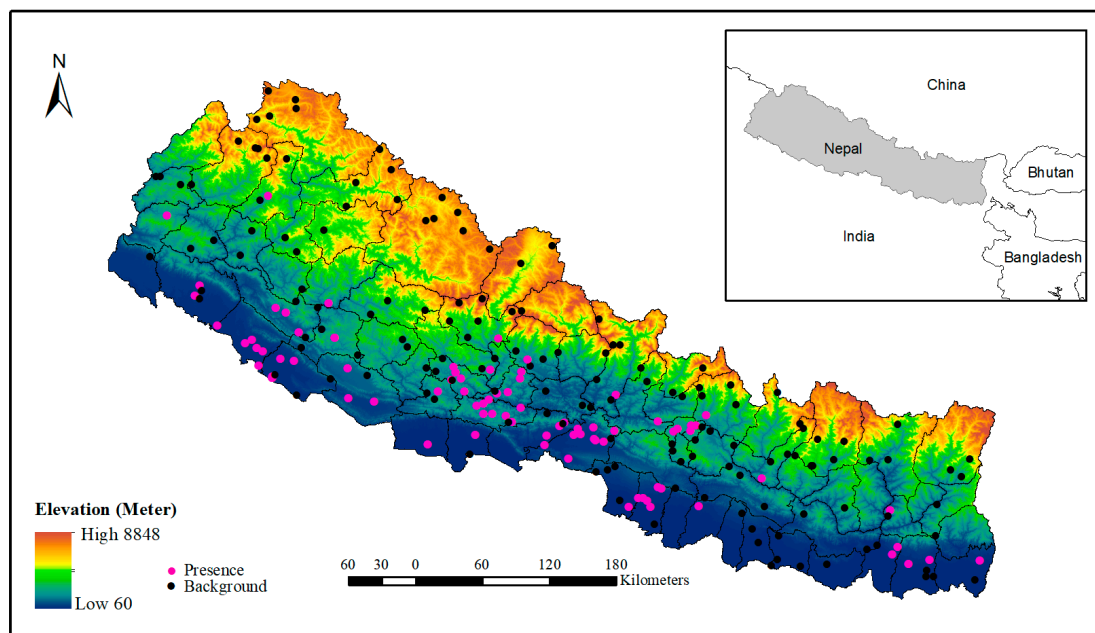 N
China
Nepal
Bhutan
India
Bangladesh
Elevation (Meter)
High 8848
Low 60
Presence
Background
60 30 0 60 120 180
Kilometers